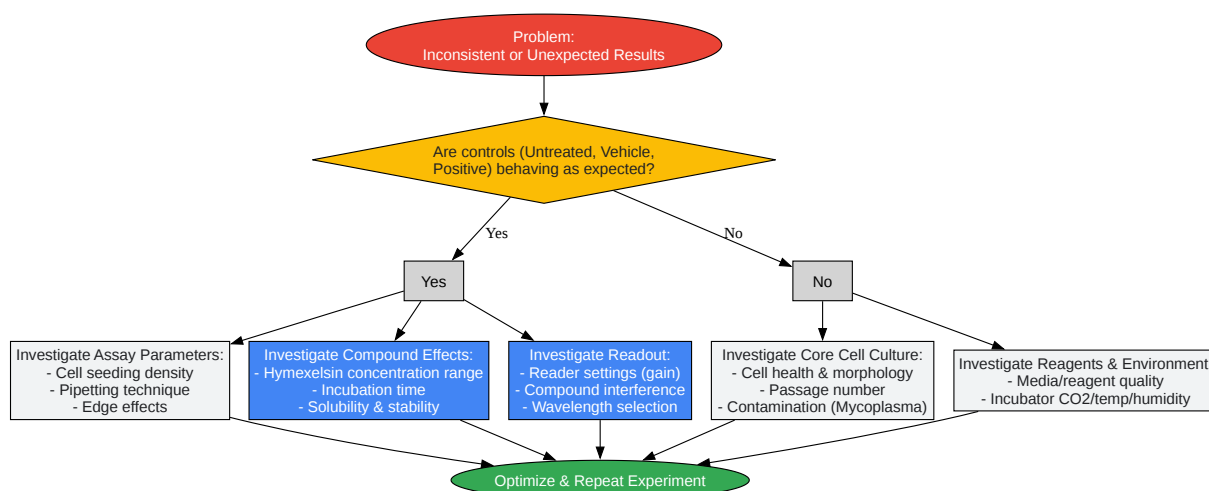 Problem:
Inconsistent or Unexpected Results
Are controls (Untreated, Vehicle,
Positive) behaving as expected?
Yes
No
Yes
No
Investigate Assay Parameters:
- Cell seeding density
- Pipetting technique
- Edge effects
Investigate Compound Effects:
- Hymexelsin concentration range
- Incubation time
- Solubility & stability
Investigate Readout:
- Reader settings (gain)
- Compound interference
- Wavelength selection
Investigate Core Cell Culture:
- Cell health & morphology
- Passage number
- Contamination (Mycoplasma)
Investigate Reagents & Environment:
- Media/reagent quality
- Incubator CO2/temp/humidity
Optimize & Repeat Experiment